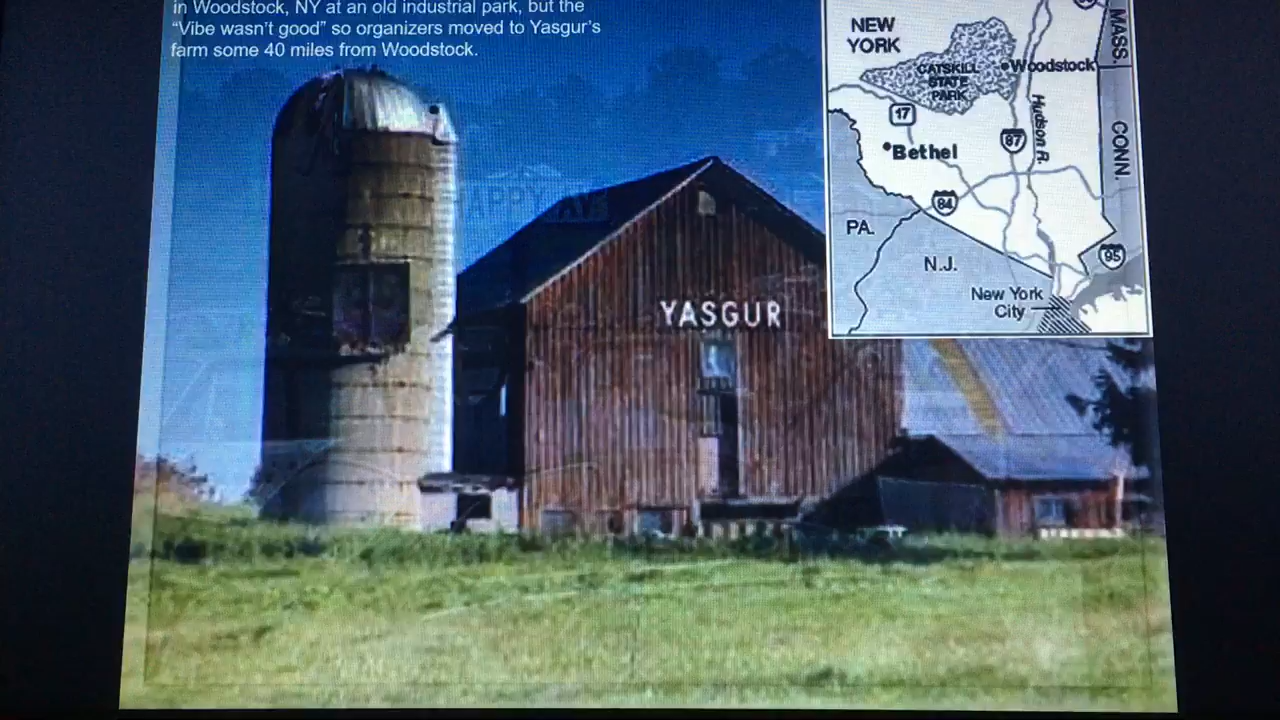 in Woodstock, NY at an old industrial park, but the
“Vibe wasn’t good” so organizers moved to Yasgur’s
farm some 40 miles from Woodstock.
NEW
YORK
MASS.
CATSKILL
STATE
PARK
Woodstock
17
Hudson R.
87
CONN.
Bethel
84
PA.
95
N.J.
New York
City
YASGUR